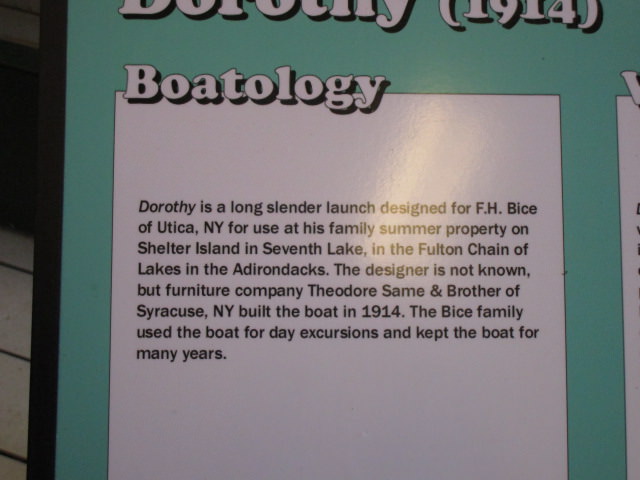 Dorothy (1914)
Boatology
Dorothy is a long slender launch designed for F.H. Bice
of Utica, NY for use at his family summer property on
Shelter Island in Seventh Lake, in the Fulton Chain of
Lakes in the Adirondacks. The designer is not known,
but furniture company Theodore Same & Brother of
Syracuse, NY built the boat in 1914. The Bice family
used the boat for day excursions and kept the boat for
many years.